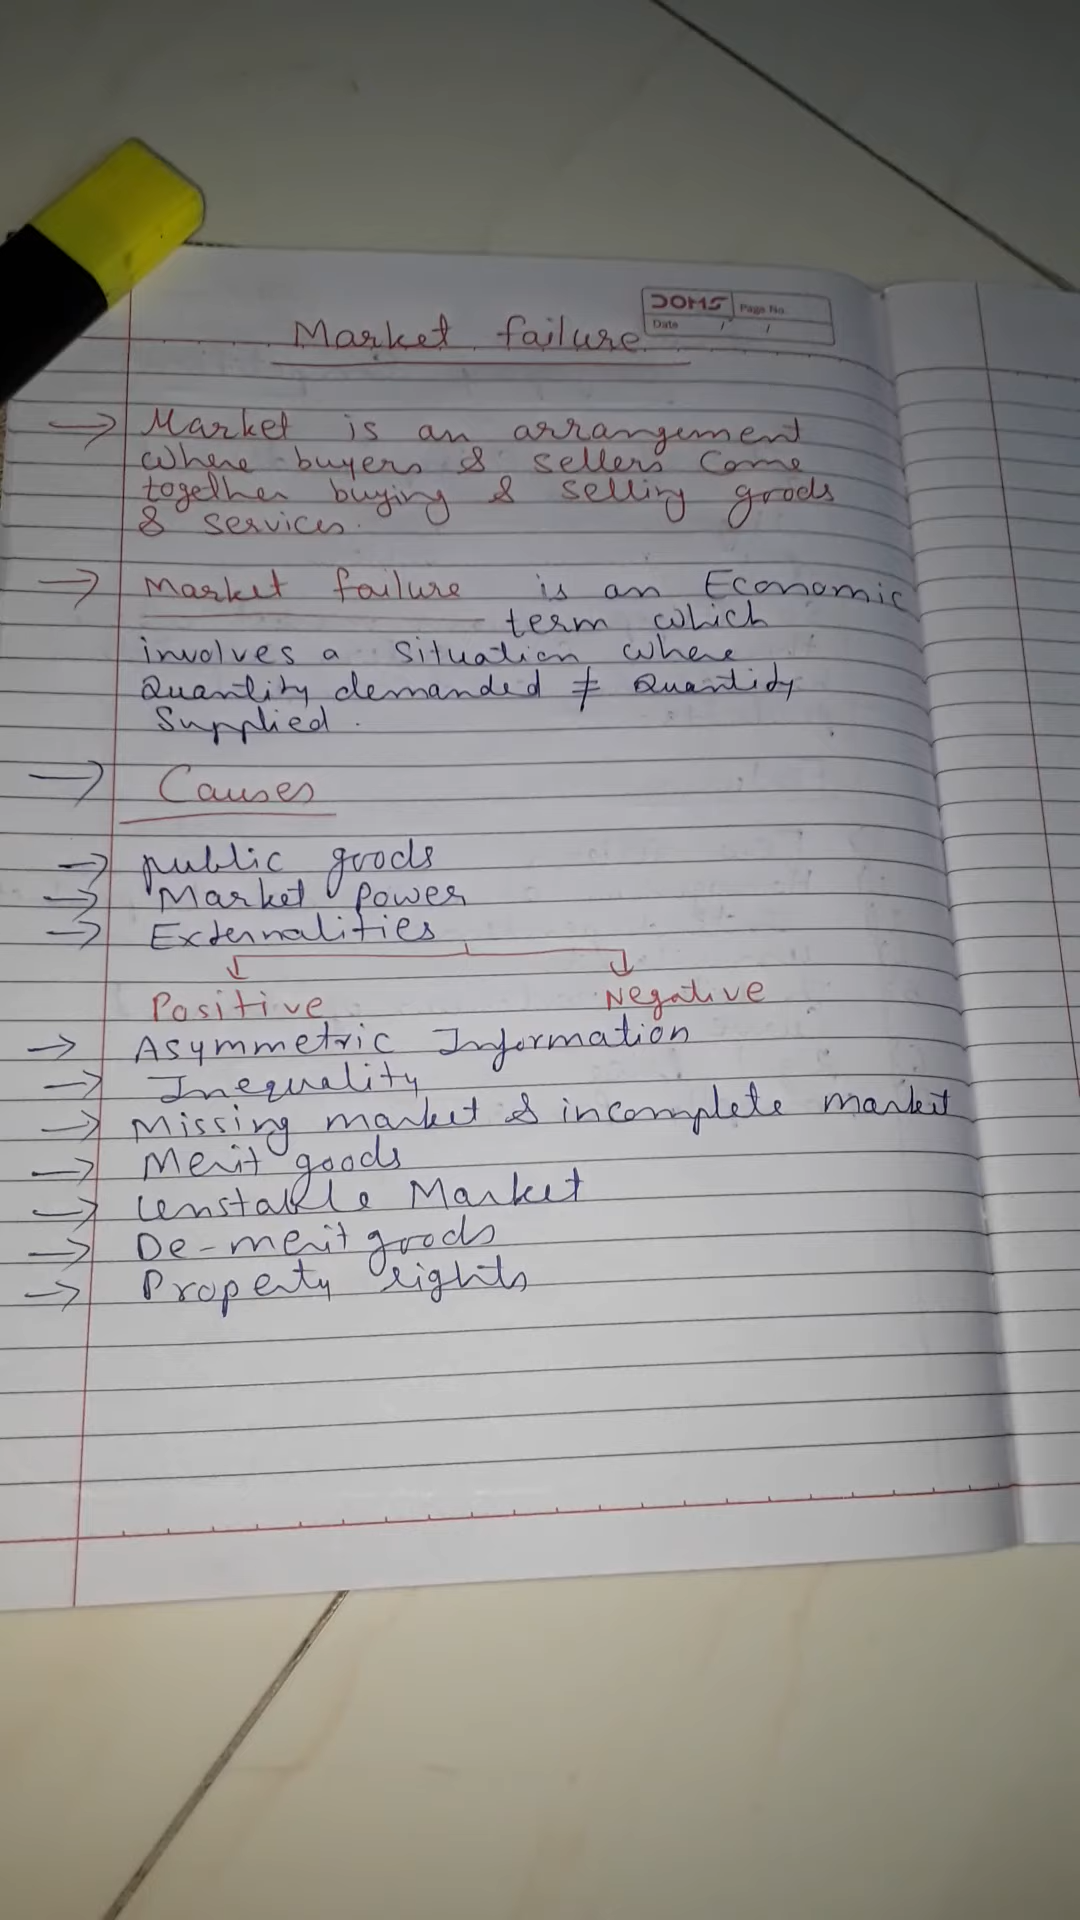 DOMS Page No.
Date / /
Market failure
→ Market is an arrangement
where buyers & sellers come
together buying & selling goods
& services.
→ Market failure is an Economic
term which
involves a situation where
Quantity demanded ≠ Quantity
Supplied.
→ Causes
→ public goods
→ Market power
→ Externalities
Positive Negative
→ Asymmetric Information
→ Inequality
→ Missing market & incomplete market
→ Merit goods
→ Unstable Market
→ De-merit goods
→ Property rights